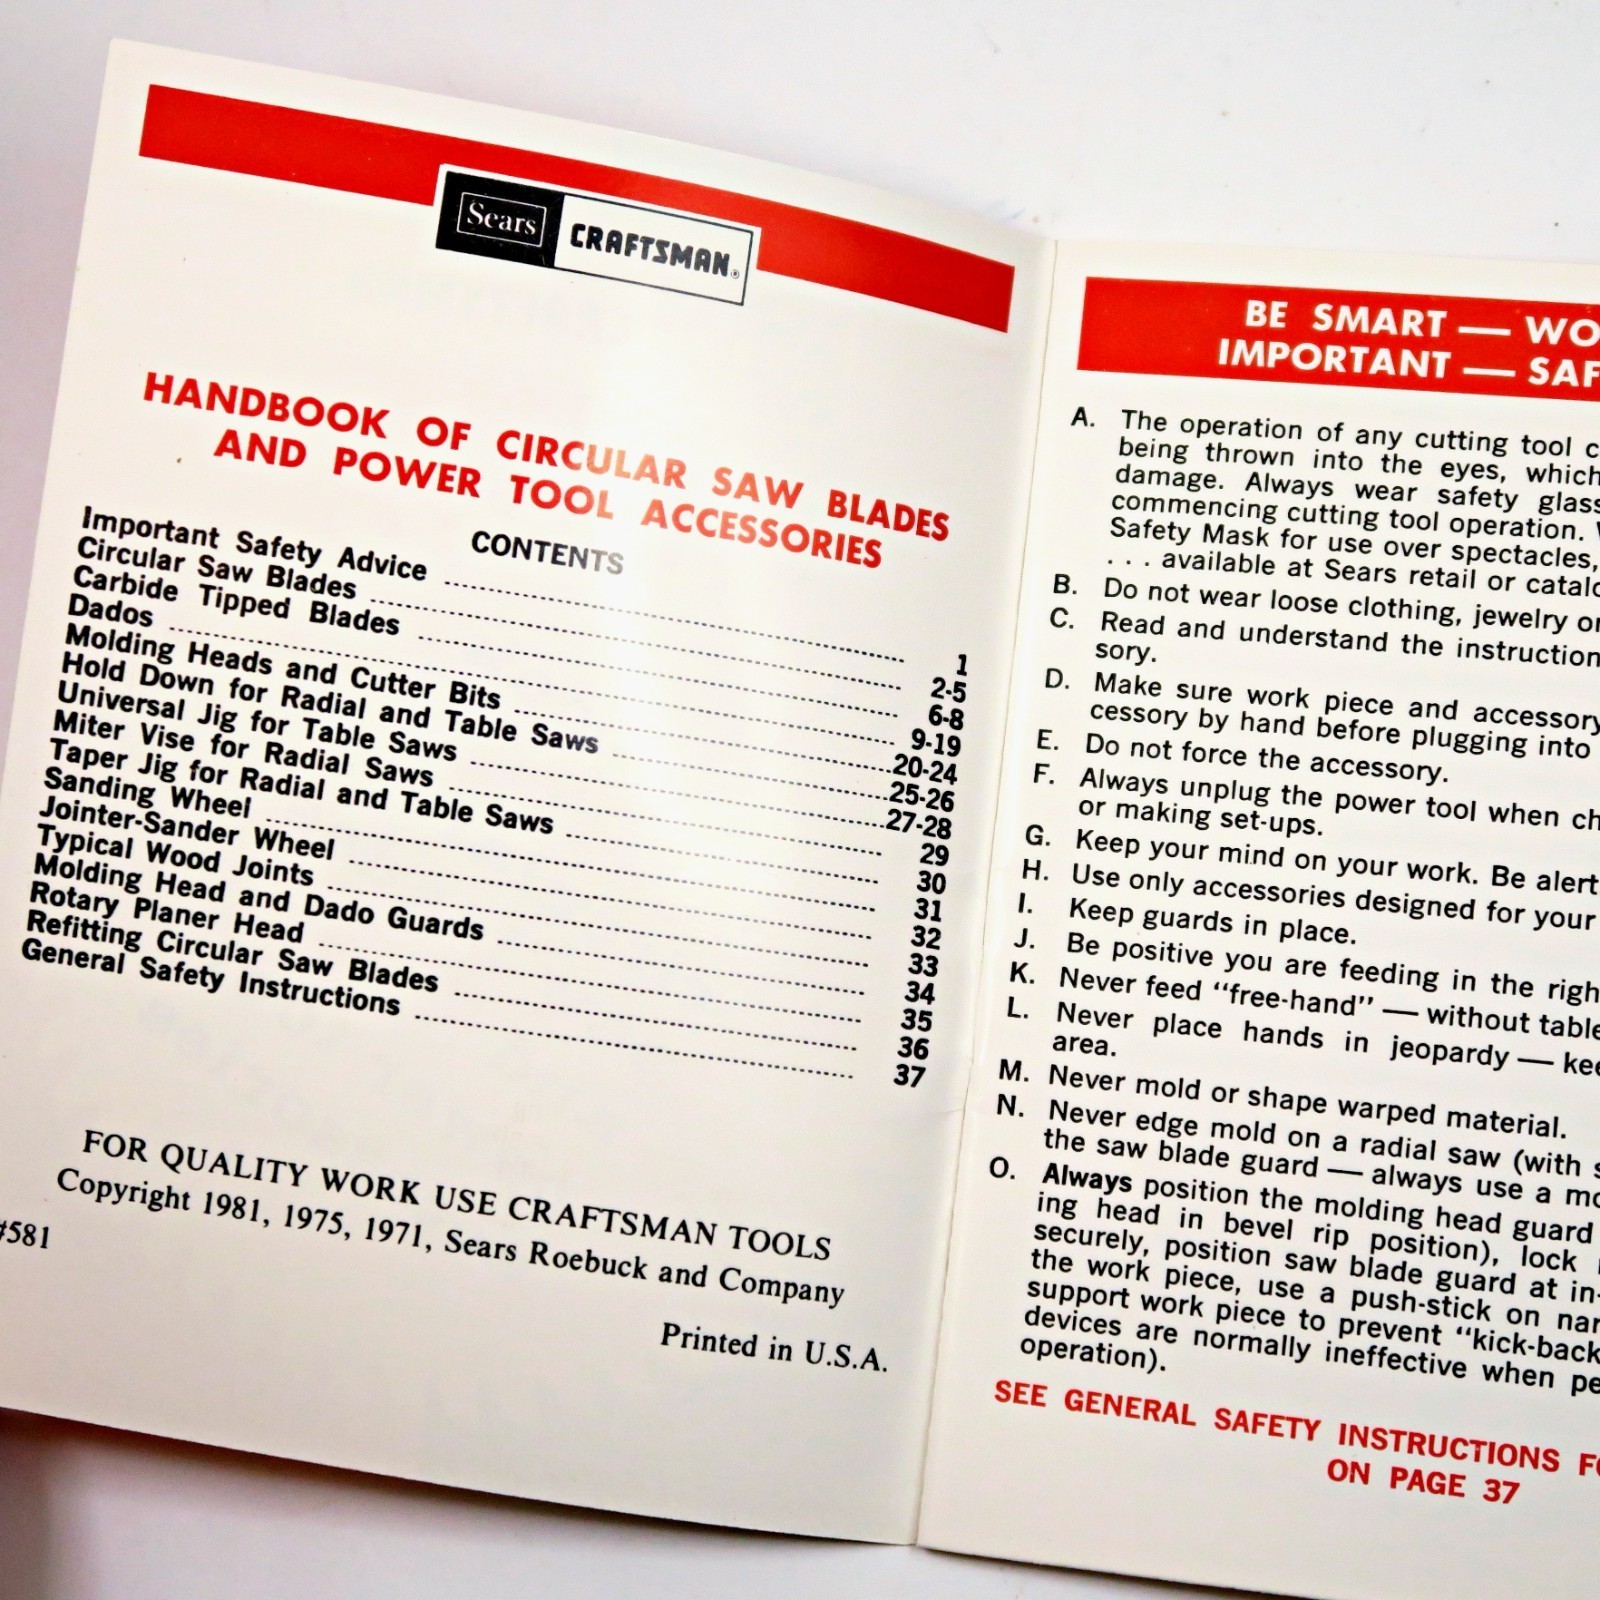 Sears CRAFTSMAN®
HANDBOOK OF CIRCULAR SAW BLADES
AND POWER TOOL ACCESSORIES
CONTENTS
Important Safety Advice ........ 1
Circular Saw Blades ........ 2-5
Carbide Tipped Blades ........ 6-8
Dados ........ 9-19
Molding Heads and Cutter Bits ........ 20-24
Hold Down for Radial and Table Saws ........ 25-26
Universal Jig for Table Saws ........ 27-28
Miter Vise for Radial Saws ........ 29
Taper Jig for Radial and Table Saws ........ 30
Sanding Wheel ........ 31
Jointer-Sander Wheel ........ 32
Typical Wood Joints ........ 33
Molding Head and Dado Guards ........ 34
Rotary Planer Head ........ 35
Refitting Circular Saw Blades ........ 36
General Safety Instructions ........ 37
FOR QUALITY WORK USE CRAFTSMAN TOOLS
Copyright 1981, 1975, 1971, Sears Roebuck and Company
#581
Printed in U.S.A.
BE SMART — WO
IMPORTANT — SAF
A. The operation of any cutting tool c
being thrown into the eyes, which
damage. Always wear safety glass
commencing cutting tool operation.
Safety Mask for use over spectacles,
. . . available at Sears retail or catalo
B. Do not wear loose clothing, jewelry or
C. Read and understand the instruction
sory.
D. Make sure work piece and accessory
cessory by hand before plugging into
E. Do not force the accessory.
F. Always unplug the power tool when ch
or making set-ups.
G. Keep your mind on your work. Be alert
H. Use only accessories designed for your
I. Keep guards in place.
J. Be positive you are feeding in the righ
K. Never feed "free-hand" — without table
L. Never place hands in jeopardy — kee
area.
M. Never mold or shape warped material.
N. Never edge mold on a radial saw (with s
the saw blade guard — always use a mo
O. Always position the molding head guard
ing head in bevel rip position), lock
securely, position saw blade guard at in-
the work piece, use a push-stick on nar
support work piece to prevent "kick-back
devices are normally ineffective when pe
operation).
SEE GENERAL SAFETY INSTRUCTIONS FO
ON PAGE 37